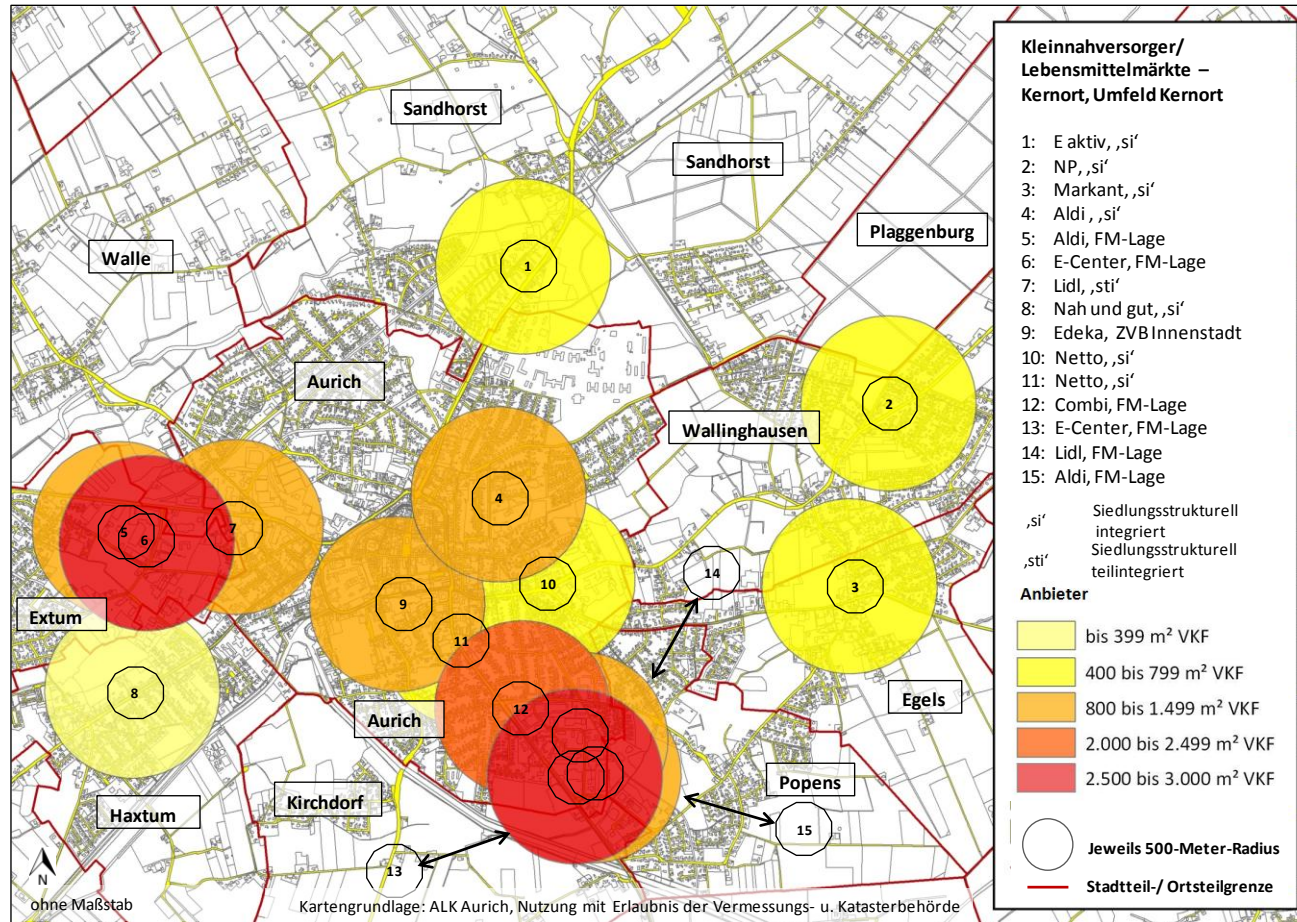 Sandhorst
Sandhorst
Plaggenburg
Walle
Aurich
Wallinghausen
Extum
Aurich
Egels
Popens
Kirchdorf
Haxtum
1
2
3
4
5
6
7
8
9
10
11
12
13
14
15
N
ohne Maßstab
Kartengrundlage: ALK Aurich, Nutzung mit Erlaubnis der Vermessungs- u. Katasterbehörde
Kleinnahversorger/
Lebensmittelmärkte –
Kernort, Umfeld Kernort
1: E aktiv, ‚si‘
2: NP, ‚si‘
3: Markant, ‚si‘
4: Aldi , ‚si‘
5: Aldi, FM-Lage
6: E-Center, FM-Lage
7: Lidl, ‚sti‘
8: Nah und gut, ‚si‘
9: Edeka, ZVB Innenstadt
10: Netto, ‚si‘
11: Netto, ‚si‘
12: Combi, FM-Lage
13: E-Center, FM-Lage
14: Lidl, FM-Lage
15: Aldi, FM-Lage
‚si‘ Siedlungsstrukturell
integriert
‚sti‘ Siedlungsstrukturell
teilintegriert
Anbieter
bis 399 m² VKF
400 bis 799 m² VKF
800 bis 1.499 m² VKF
2.000 bis 2.499 m² VKF
2.500 bis 3.000 m² VKF
Jeweils 500-Meter-Radius
Stadtteil-/ Ortsteilgrenze